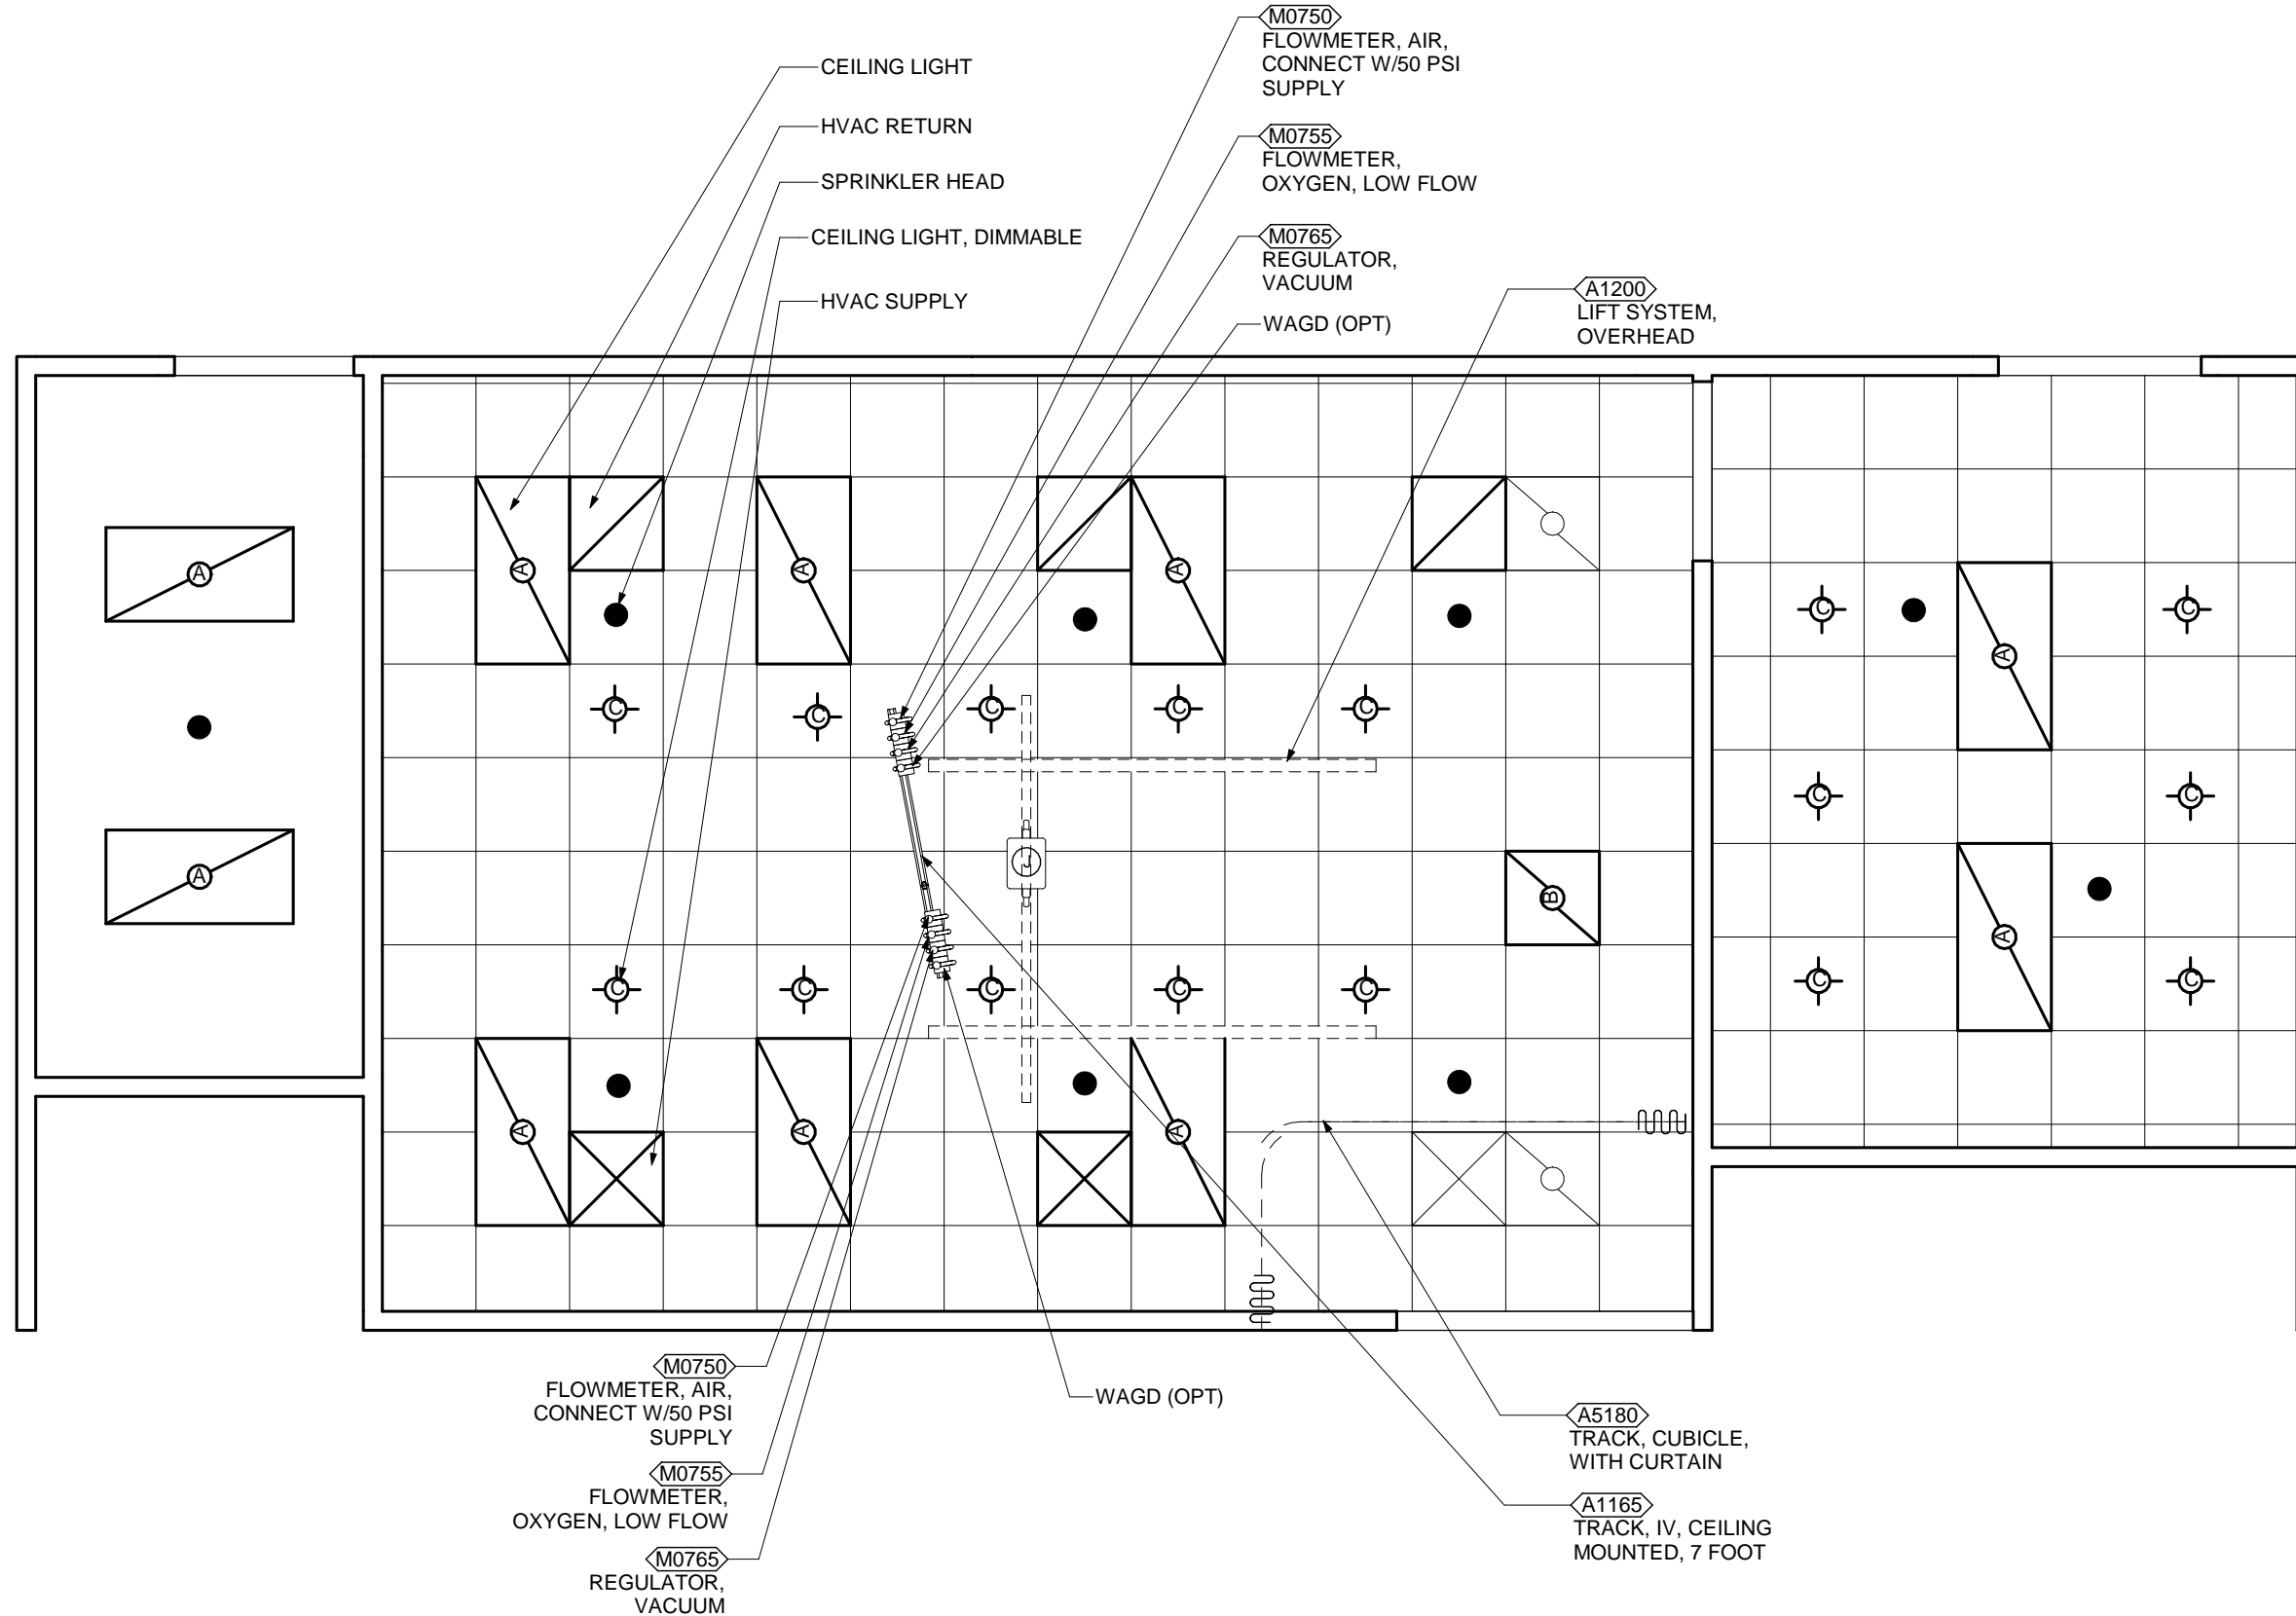 CEILING LIGHT
HVAC RETURN
SPRINKLER HEAD
CEILING LIGHT, DIMMABLE
HVAC SUPPLY
M0750
FLOWMETER, AIR,
CONNECT W/50 PSI
SUPPLY
M0755
FLOWMETER,
OXYGEN, LOW FLOW
M0765
REGULATOR,
VACUUM
WAGD (OPT)
A1200
LIFT SYSTEM,
OVERHEAD
A
A
A
A
A
A
C
C
C
C
C
C
C
A
C
C
J
A
B
A
C
C
C
C
C
C
C
A
A
A
M0750
FLOWMETER, AIR,
CONNECT W/50 PSI
SUPPLY
M0755
FLOWMETER,
OXYGEN, LOW FLOW
M0765
REGULATOR,
VACUUM
WAGD (OPT)
A5180
TRACK, CUBICLE,
WITH CURTAIN
A1165
TRACK, IV, CEILING
MOUNTED, 7 FOOT